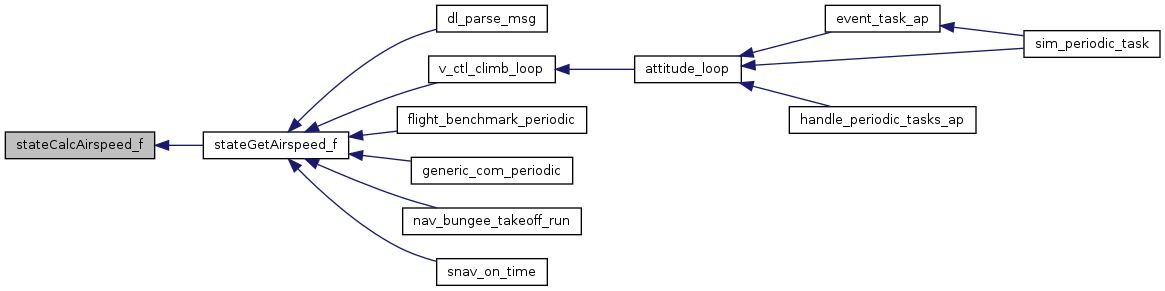 dl_parse_msg
event_task_ap
sim_periodic_task
v_ctl_climb_loop
attitude_loop
flight_benchmark_periodic
handle_periodic_tasks_ap
stateCalcAirspeed_f
stateGetAirspeed_f
generic_com_periodic
nav_bungee_takeoff_run
snav_on_time